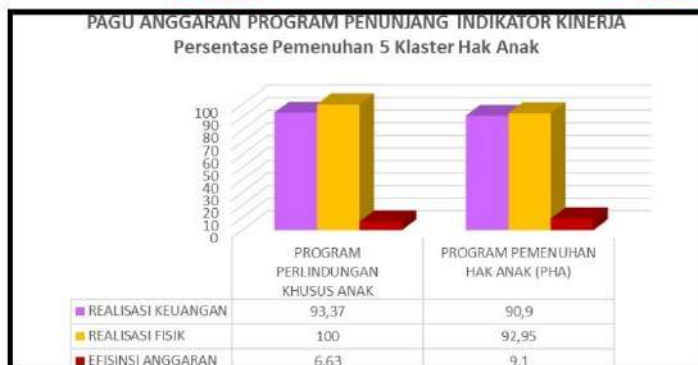 PAGU ANGGARAN PROGRAM PENUNJANG INDIKATOR KINERJA
Persentase Pemenuhan 5 Klaster Hak Anak
100
90
80
70
60
50
40
30
20
10
0
PROGRAM PERLINDUNGAN KHUSUS ANAK
PROGRAM PEMENUHAN HAK ANAK (PHA)
REALISASI KEUANGAN 93,37 90,9
REALISASI FISIK 100 92,95
EFISINSI ANGGARAN 6,63 9,1